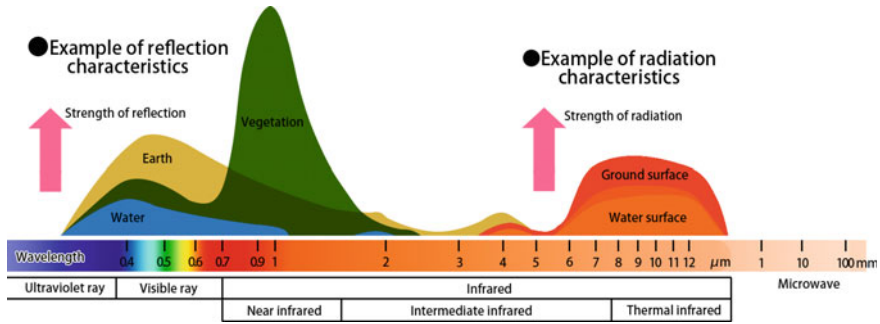 ●Example of reflection
characteristics
Strength of reflection
Vegetation
Earth
Water
●Example of radiation
characteristics
Strength of radiation
Ground surface
Water surface
Wavelength 0.4 0.5 0.6 0.7 0.9 1 2 3 4 5 6 7 8 9 10 11 12 μm 1 10 100 mm
Ultraviolet ray Visible ray Infrared Microwave
Near infrared Intermediate infrared Thermal infrared